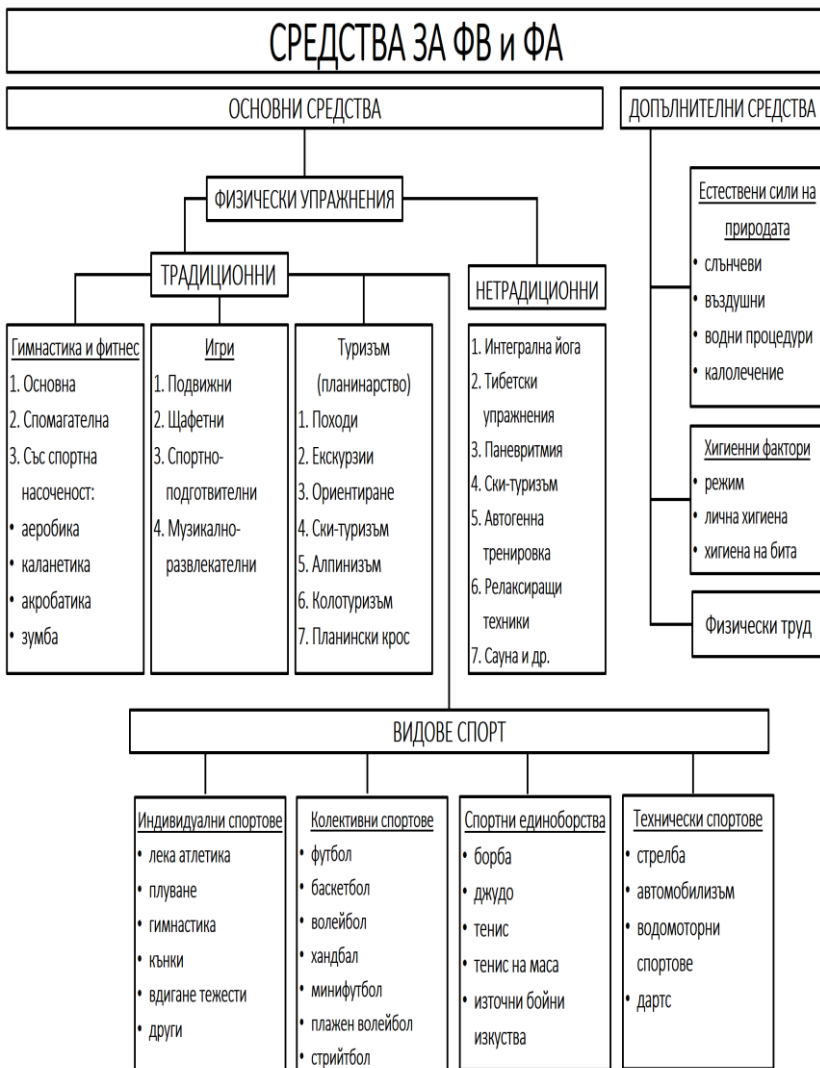 СРЕДСТВА ЗА ФВ и ФА
ОСНОВНИ СРЕДСТВА
ДОПЪЛНИТЕЛНИ СРЕДСТВА
ФИЗИЧЕСКИ УПРАЖНЕНИЯ
ТРАДИЦИОННИ
НЕТРАДИЦИОННИ
Гимнастика и фитнес
1. Основна
2. Спомагателна
3. Със спортна
насоченост:
• аеробика
• каланетика
• акробатика
• зумба
Игри
1. Подвижни
2. Щафетни
3. Спортно-
подготвителни
4. Музикално-
развлекателни
Туризъм
(планинарство)
1. Походи
2. Екскурзии
3. Ориентиране
4. Ски-туризъм
5. Алпинизъм
6. Колотуризъм
7. Планински крос
1. Интегрална йога
2. Тибетски
упражнения
3. Паневритмия
4. Ски-туризъм
5. Автогенна
тренировка
6. Релаксиращи
техники
7. Сауна и др.
Естествени сили на
природата
• слънчеви
• въздушни
• водни процедури
• калолечение
Хигиенни фактори
• режим
• лична хигиена
• хигиена на бита
Физически труд
ВИДОВЕ СПОРТ
Индивидуални спортове
• лека атлетика
• плуване
• гимнастика
• кънки
• вдигане тежести
• други
Колективни спортове
• футбол
• баскетбол
• волейбол
• хандбал
• минифутбол
• плажен волейбол
• стрийтбол
Спортни единоборства
• борба
• джудо
• тенис
• тенис на маса
• източни бойни
изкуства
Технически спортове
• стрелба
• автомобилизъм
• водомоторни
спортове
• дартс